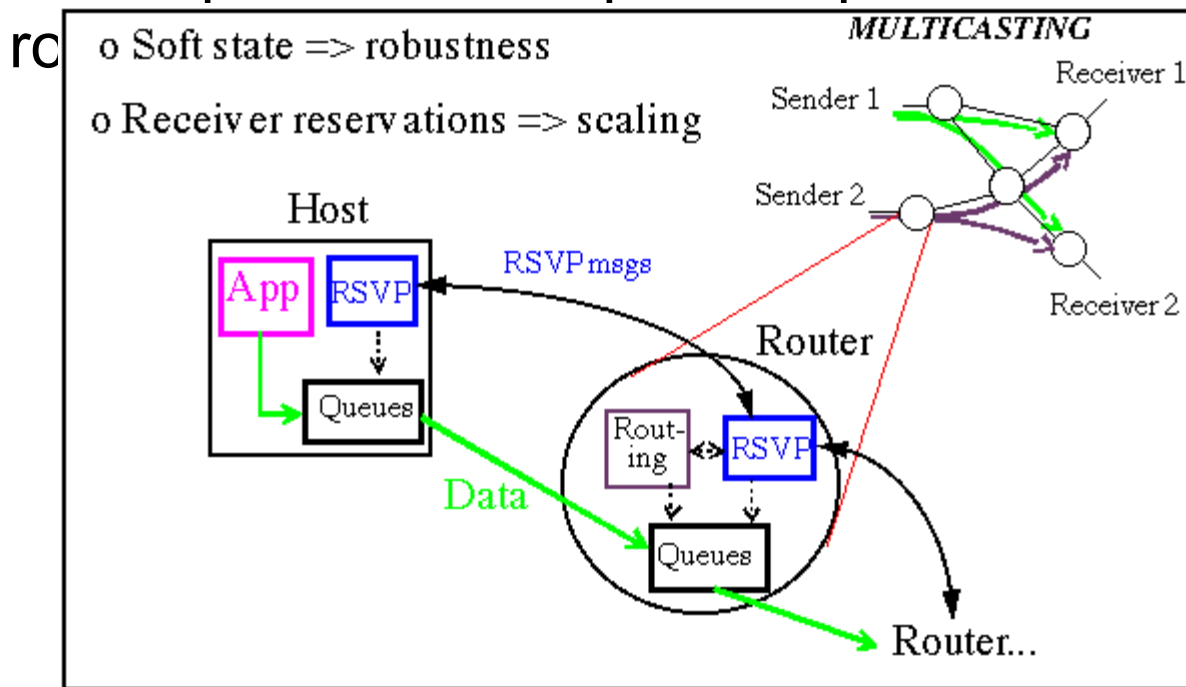 ro
o Soft state => robustness
MULTICASTING
Receiver 1
Sender 1
o Receiver reservations => scaling
Sender 2
Host
RSVP msgs
Receiver 2
App
RSVP
Router
Queues
Rout-
ing
RSVP
Data
Queues
Router...